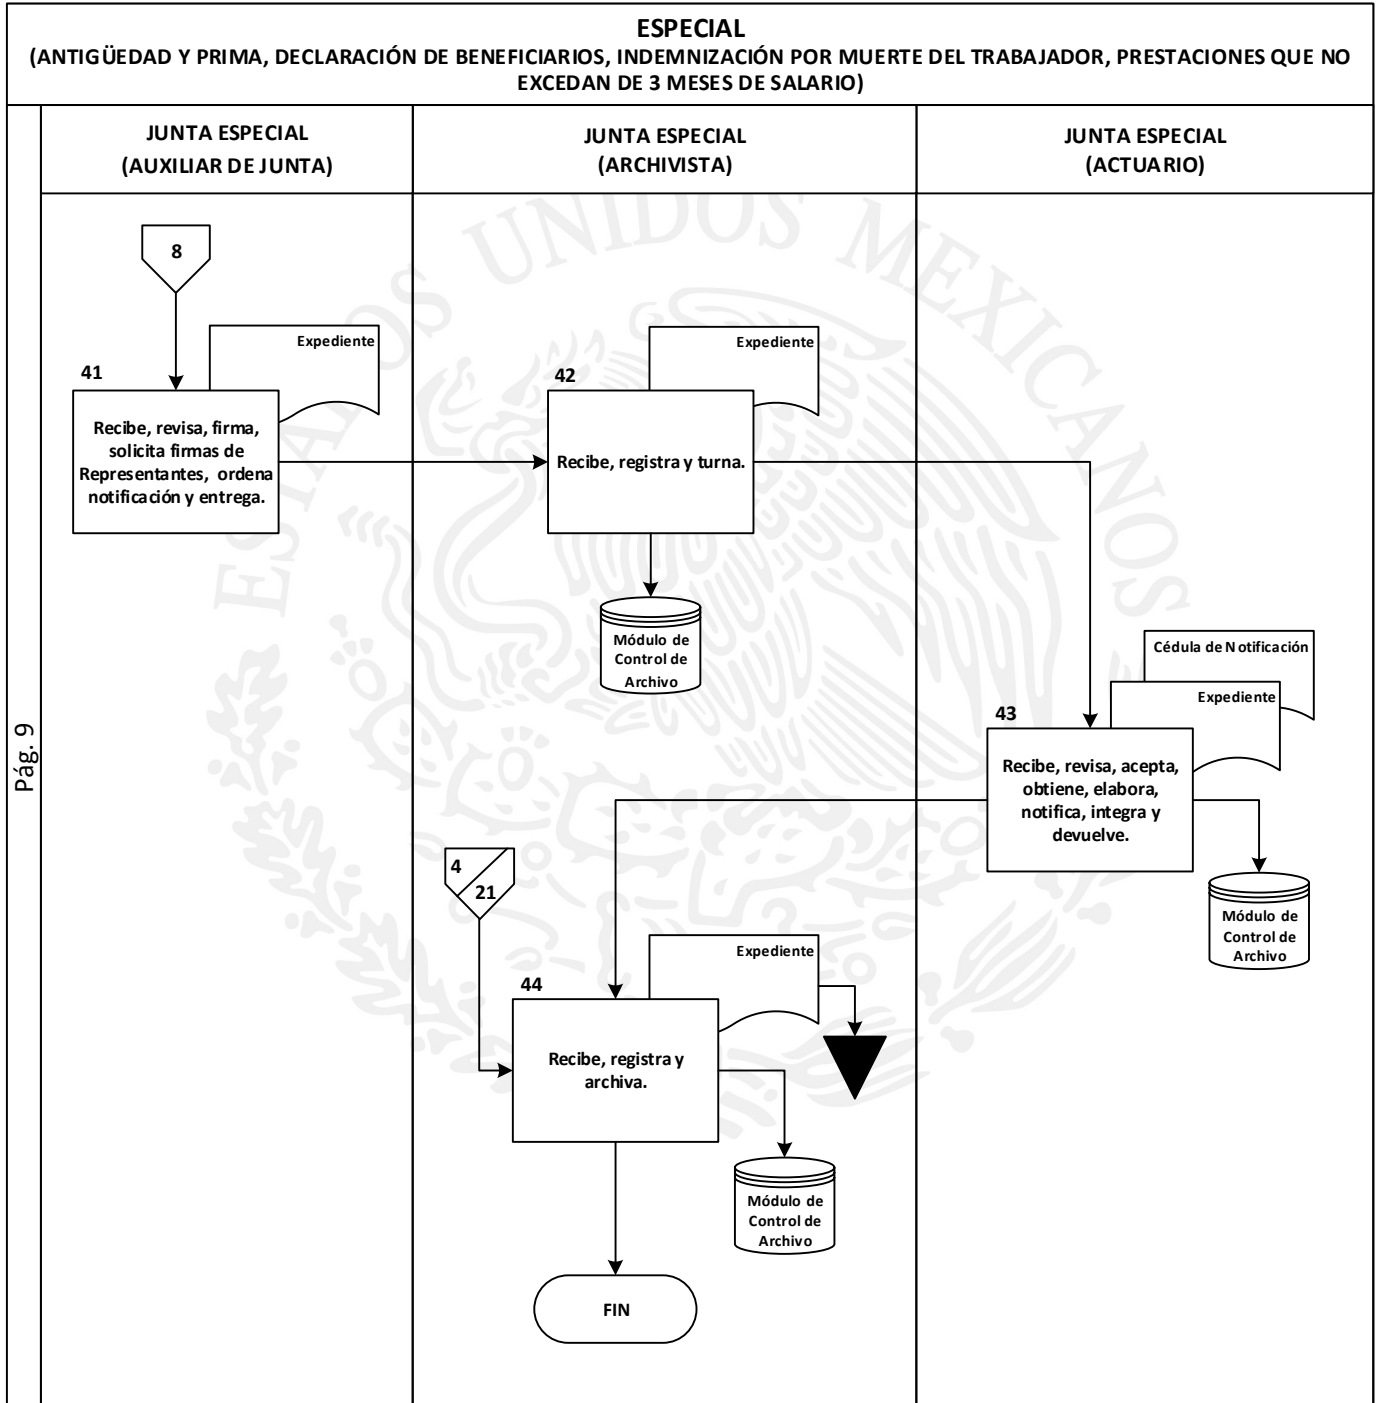 ESPECIAL
(ANTIGÜEDAD Y PRIMA, DECLARACIÓN DE BENEFICIARIOS, INDEMNIZACIÓN POR MUERTE DEL TRABAJADOR, PRESTACIONES QUE NO
EXCEDAN DE 3 MESES DE SALARIO)
JUNTA ESPECIAL
(AUXILIAR DE JUNTA)
JUNTA ESPECIAL
(ARCHIVISTA)
JUNTA ESPECIAL
(ACTUARIO)
Pág. 9
ESTADOS UNIDOS MEXICANOS
8
Expediente
41
Recibe, revisa, firma,
solicita firmas de
Representantes, ordena
notificación y entrega.
Expediente
42
Recibe, registra y turna.
Módulo de
Control de
Archivo
Cédula de Notificación
Expediente
43
Recibe, revisa, acepta,
obtiene, elabora,
notifica, integra y
devuelve.
Módulo de
Control de
Archivo
4
21
Expediente
44
Recibe, registra y
archiva.
Módulo de
Control de
Archivo
FIN